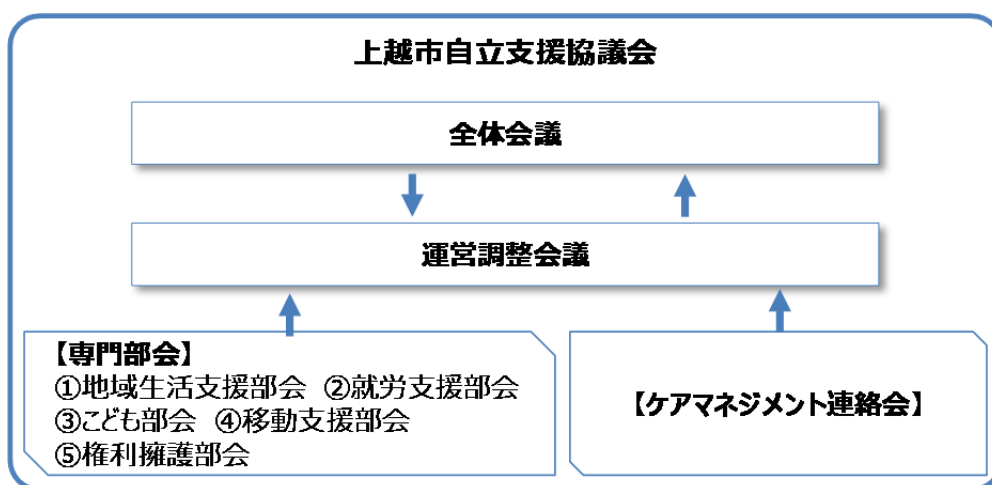 上越市自立支援協議会
全体会議
運営調整会議
【専門部会】
①地域生活支援部会 ②就労支援部会
③こども部会 ④移動支援部会
⑤権利擁護部会
【ケアマネジメント連絡会】